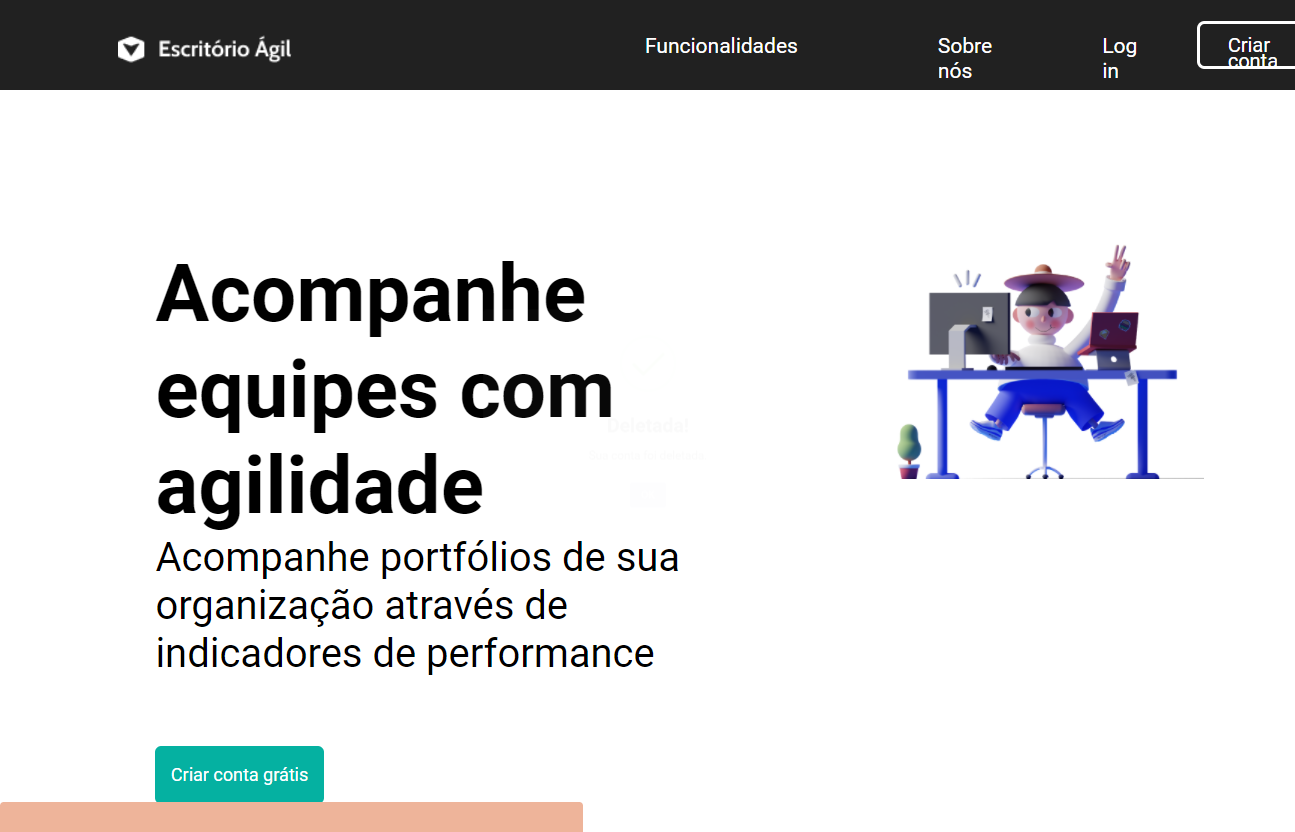 Escritório Ágil
Funcionalidades
Sobre
nós
Log
in
Criar
conta
Acompanhe
equipes com
agilidade
Deletada!
Acompanhe portfólios de sua
organização através de
indicadores de performance
Criar conta grátis